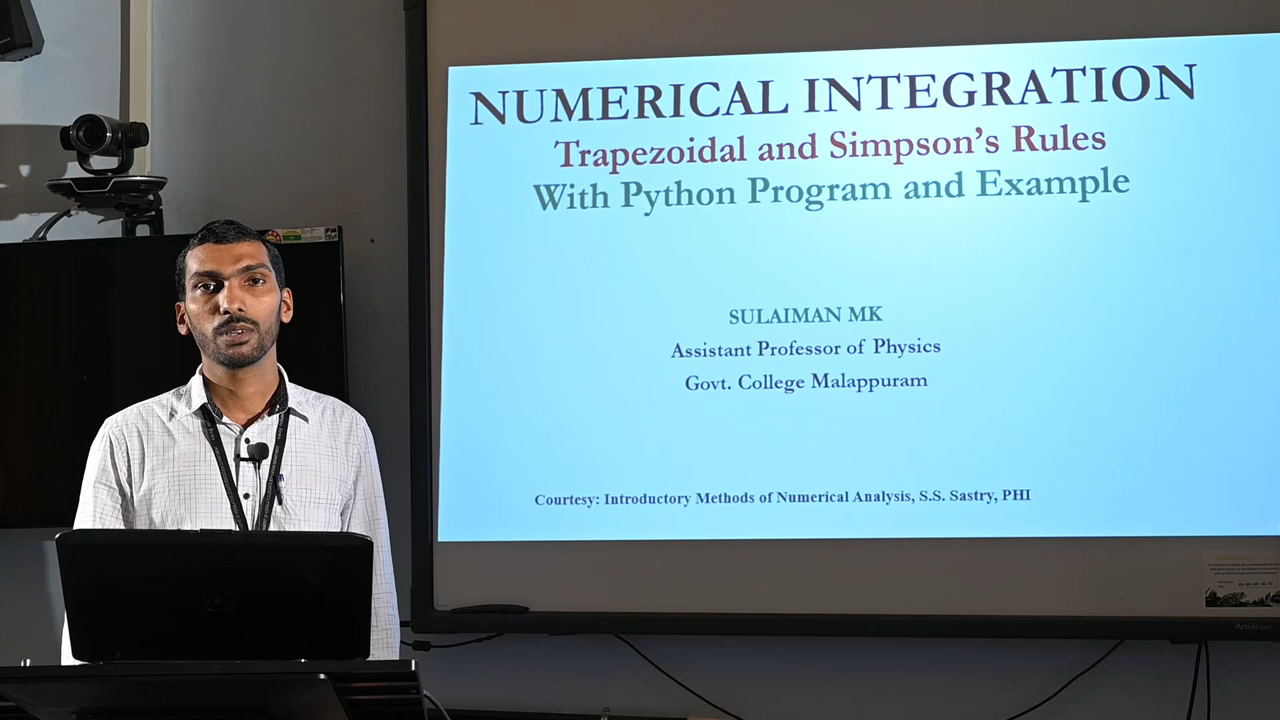 NUMERICAL INTEGRATION
Trapezoidal and Simpson's Rules
With Python Program and Example
SULAIMAN MK
Assistant Professor of Physics
Govt. College Malappuram
Courtesy: Introductory Methods of Numerical Analysis, S.S. Sastry, PHI